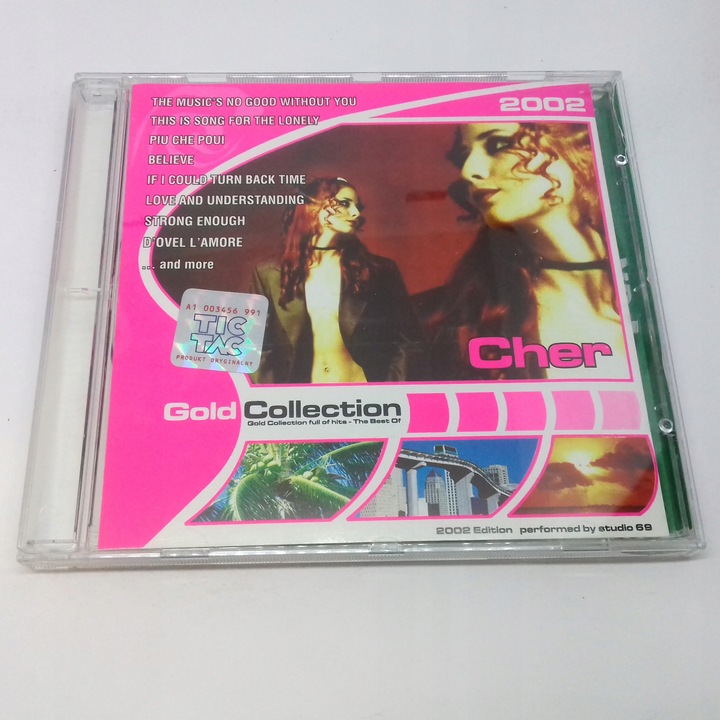 THE MUSIC'S NO GOOD WITHOUT YOU
THIS IS SONG FOR THE LONELY
PIU CHE POUI
BELIEVE
IF I COULD TURN BACK TIME
LOVE AND UNDERSTANDING
STRONG ENOUGH
D'OVEL L'AMORE
... and more
2002
A1 003456 991
TIC
TAC
PRODUKT ORYGINALNY
Cher
Gold Collection
Gold Collection full of hits - The Best Of
2002 Edition performed by studio 69